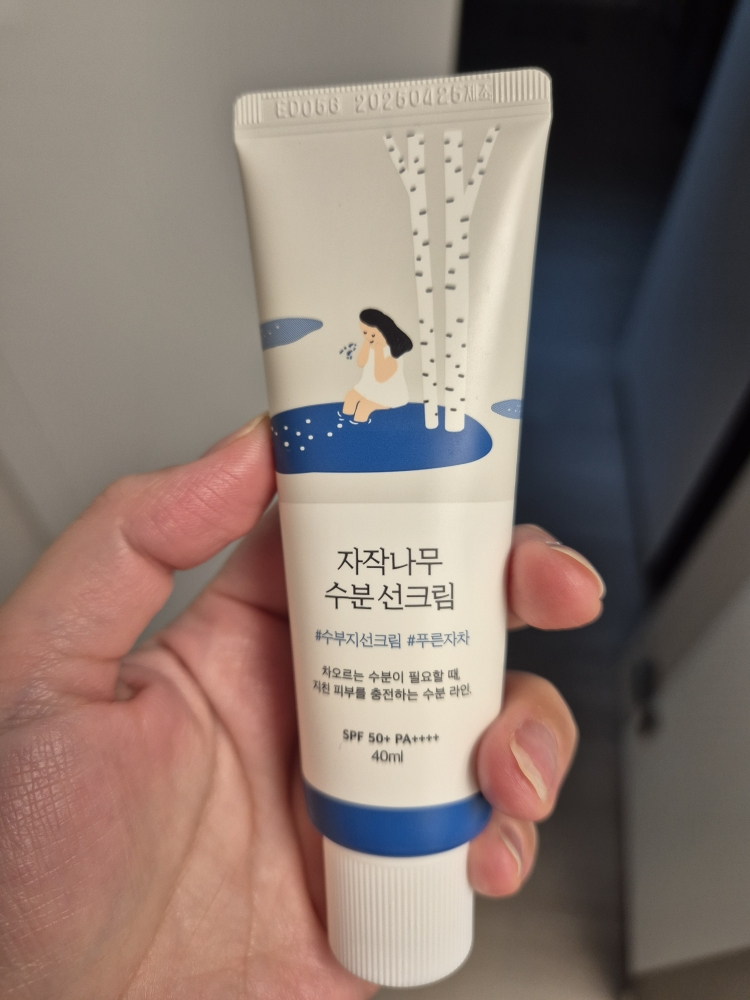 ED056 20250425제조
자작나무
수분 선크림
#수부지선크림 #푸른자차
차오르는 수분이 필요할 때,
지친 피부를 충전하는 수분 라인.
SPF 50+ PA++++
40ml